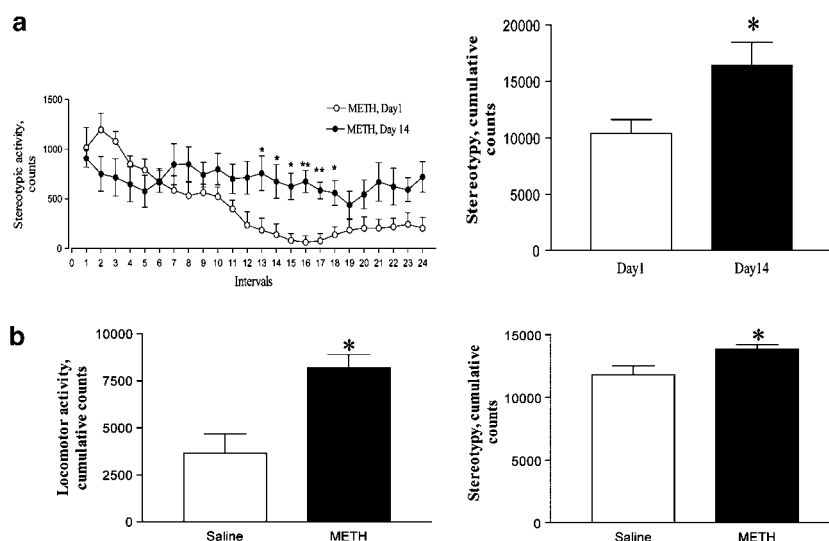 a
METH, Day1
METH, Day 14
Stereotypic activity,
counts
1500
1000
500
0
* * * ** ** *
0 1 2 3 4 5 6 7 8 9 10 11 12 13 14 15 16 17 18 19 20 21 22 23 24
Intervals
Stereotypy, cumulative
counts
20000
15000
10000
5000
0
*
Day1 Day14
b
Locomotor activity,
cumulative counts
10000
7500
5000
2500
0
*
Saline METH
Stereotypy, cumulative
counts
15000
10000
5000
0
*
Saline METH